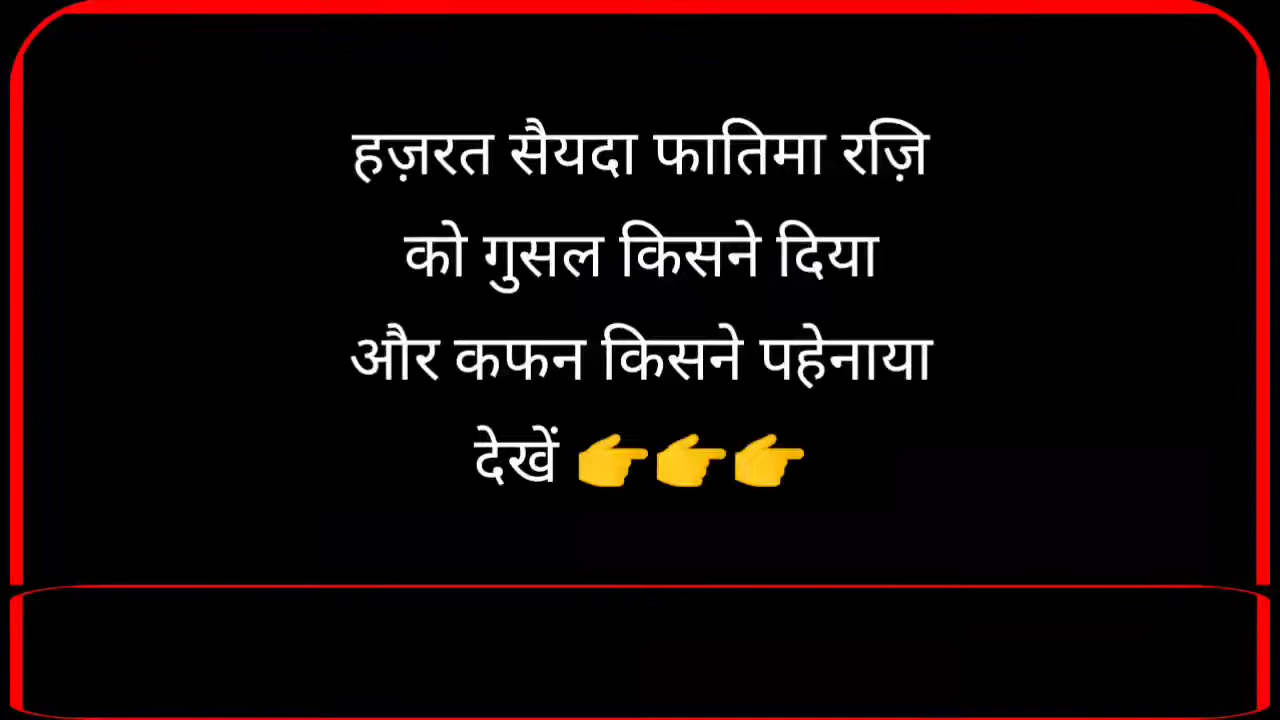 हज़रत सैयदा फातिमा रज़ि
को गुसल किसने दिया
और कफन किसने पहेनाया
देखें 👉👉👉